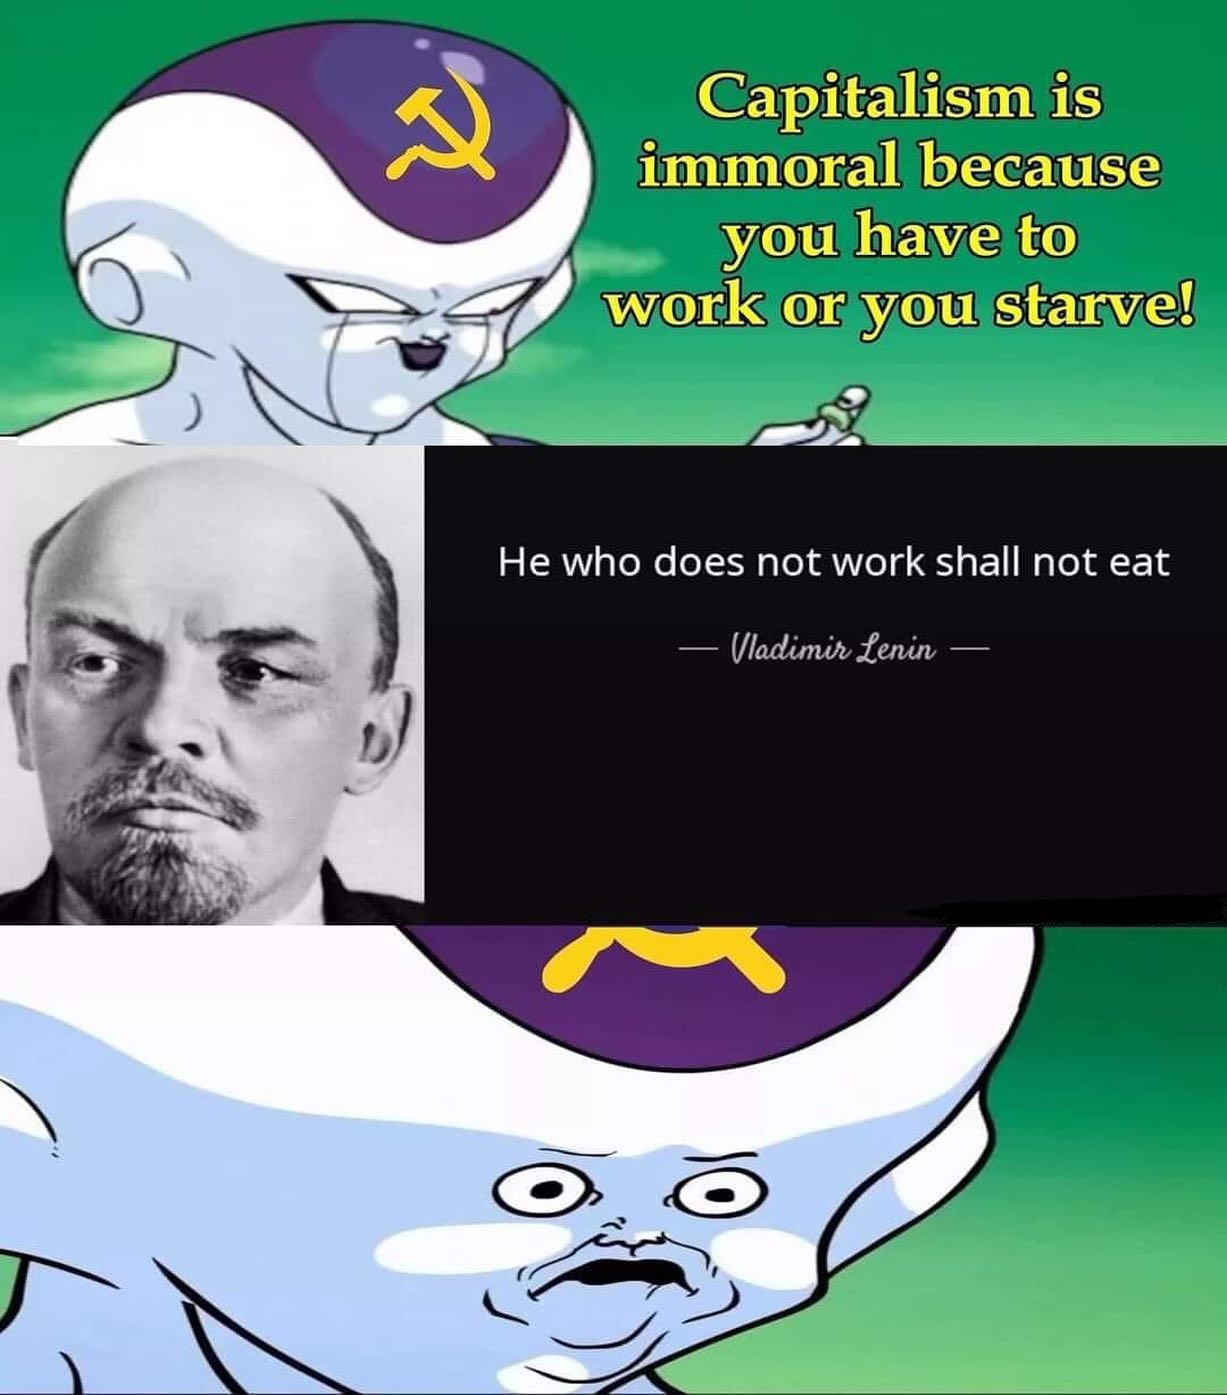 Capitalism is
immoral because
you have to
work or you starve!
He who does not work shall not eat
— Vladimir Lenin —